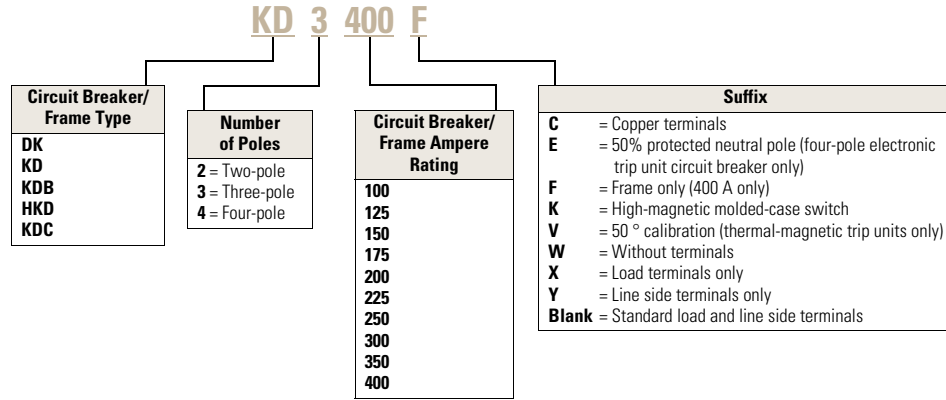 KD 3 400 F
Circuit Breaker/
Frame Type
DK
KD
KDB
HKD
KDC
Number
of Poles
2 = Two-pole
3 = Three-pole
4 = Four-pole
Circuit Breaker/
Frame Ampere
Rating
100
125
150
175
200
225
250
300
350
400
Suffix
C = Copper terminals
E = 50% protected neutral pole (four-pole electronic
trip unit circuit breaker only)
F = Frame only (400 A only)
K = High-magnetic molded-case switch
V = 50 ° calibration (thermal-magnetic trip units only)
W = Without terminals
X = Load terminals only
Y = Line side terminals only
Blank = Standard load and line side terminals